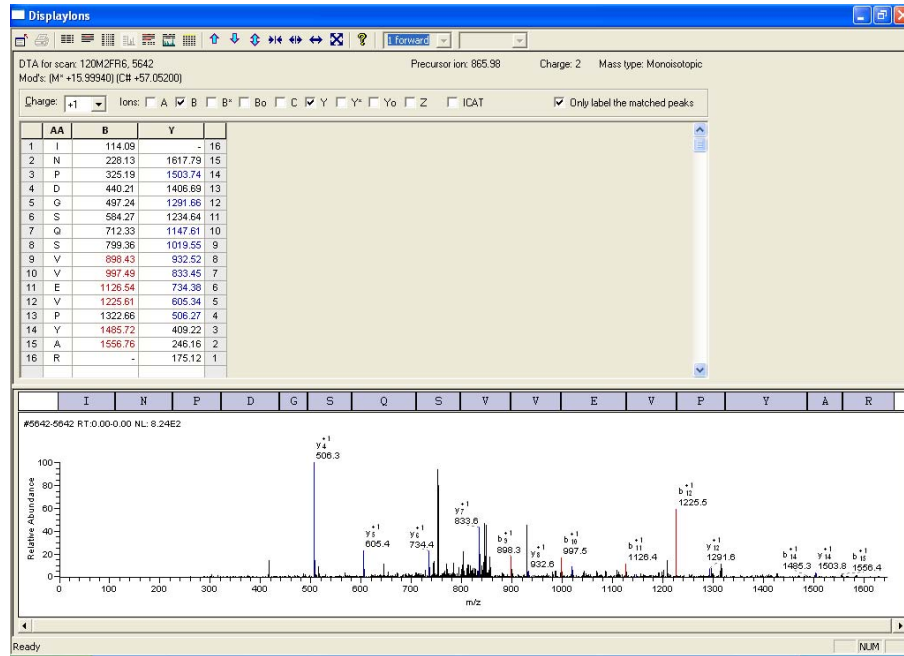 DisplayIons
1 forward
DTA for scan: 120M2FR6, 5642 Precursor ion: 865.98 Charge: 2 Mass type: Monoisotopic
Mod's: (M* +15.99940) (C# +57.05200)
Charge: +1 Ions: A B B* Bo C Y Y* Yo Z ICAT Only label the matched peaks
AA B Y
1 I 114.09 - 16
2 N 228.13 1617.79 15
3 P 325.19 1503.74 14
4 D 440.21 1406.69 13
5 G 497.24 1291.66 12
6 S 584.27 1234.64 11
7 Q 712.33 1147.61 10
8 S 799.36 1019.55 9
9 V 898.43 932.52 8
10 V 997.49 833.45 7
11 E 1126.54 734.38 6
12 V 1225.61 605.34 5
13 P 1322.66 506.27 4
14 Y 1485.72 409.22 3
15 A 1556.76 246.16 2
16 R - 175.12 1
I N P D G S Q S V V E V P Y A R
#5642-5642 RT:0.00-0.00 NL: 8.24E2
y4 +1
506.3
y5 +1
605.4
y6 +1
734.4
y7 +1
833.6
b9 +1
898.3
y8 +1
932.6
b10 +1
997.5
b11 +1
1126.4
b12 +1
1225.5
y12 +1
1291.6
b14 +1
1485.3
y14 +1
1503.8
b15 +1
1556.4
Relative Abundance
100
80
60
40
20
0
0 200 300 400 500 600 700 800 900 1000 1100 1200 1300 1400 1500 1600
m/z
Ready NUM